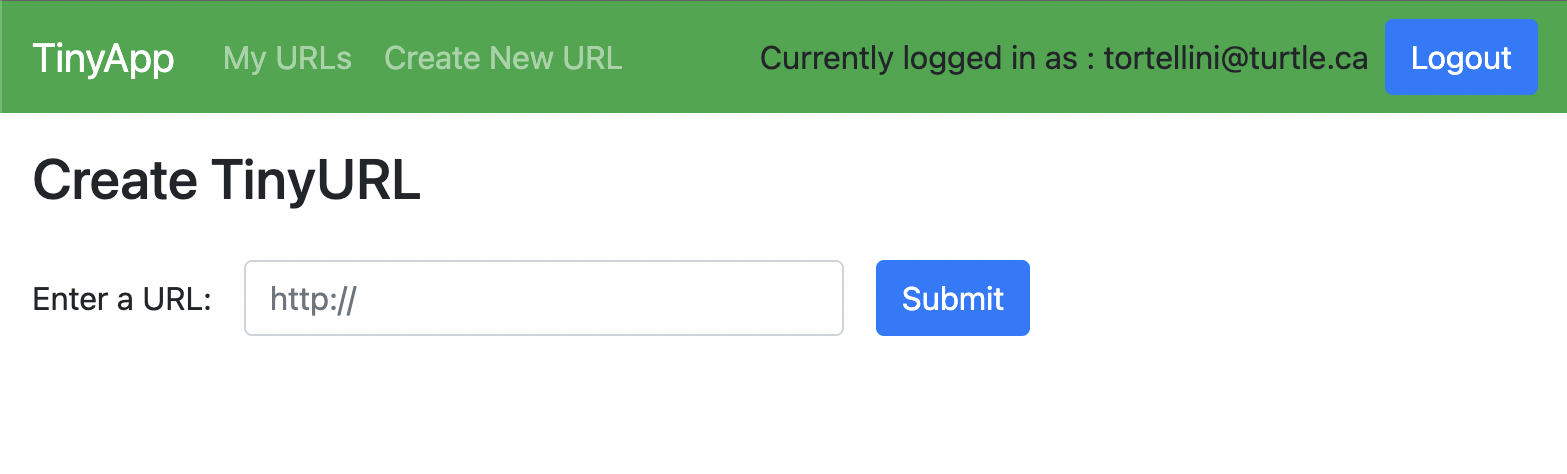 TinyApp My URLs Create New URL Currently logged in as : tortellini@turtle.ca Logout
Create TinyURL
Enter a URL: http:// Submit